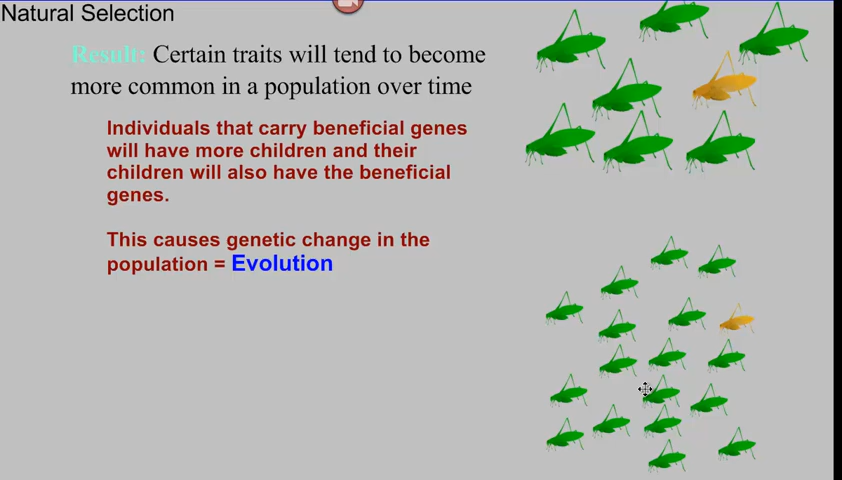 Natural Selection
Result: Certain traits will tend to become
more common in a population over time
Individuals that carry beneficial genes
will have more children and their
children will also have the beneficial
genes.
This causes genetic change in the
population = Evolution